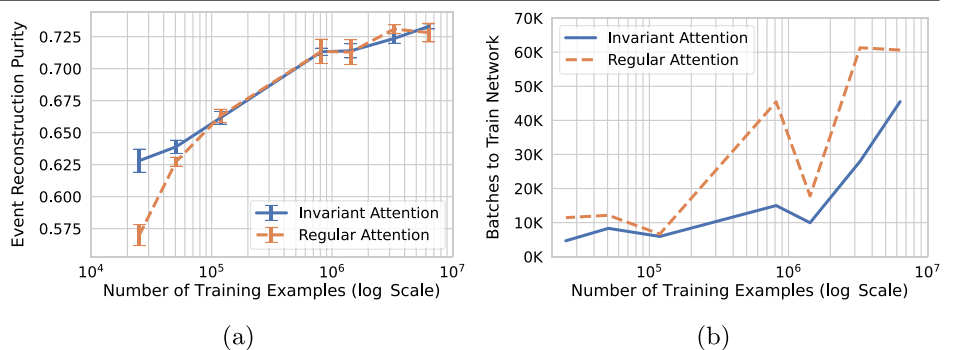 Event Reconstruction Purity
0.725
0.700
0.675
0.650
0.625
0.600
0.575
Invariant Attention
Regular Attention
10^4
10^5
10^6
10^7
Number of Training Examples (log Scale)
(a)
Batches to Train Network
70K
60K
50K
40K
30K
20K
10K
0K
Invariant Attention
Regular Attention
10^5
10^6
10^7
Number of Training Examples (log Scale)
(b)